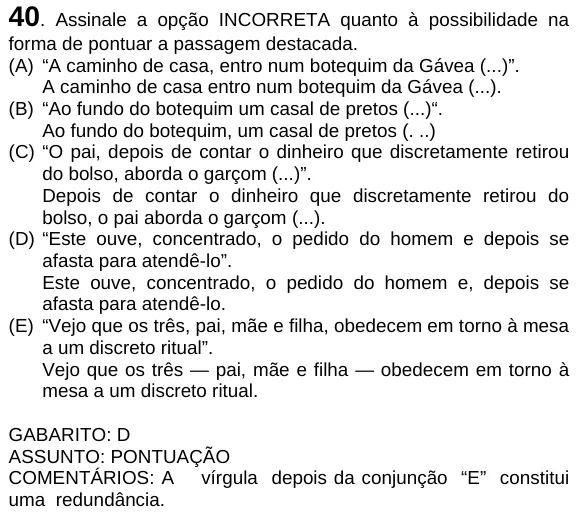 40. Assinale a opção INCORRETA quanto à possibilidade na
forma de pontuar a passagem destacada.
(A) “A caminho de casa, entro num botequim da Gávea (...)”.
A caminho de casa entro num botequim da Gávea (...).
(B) “Ao fundo do botequim um casal de pretos (...)“.
Ao fundo do botequim, um casal de pretos (. ..)
(C) “O pai, depois de contar o dinheiro que discretamente retirou
do bolso, aborda o garçom (...)”.
Depois de contar o dinheiro que discretamente retirou do
bolso, o pai aborda o garçom (...).
(D) “Este ouve, concentrado, o pedido do homem e depois se
afasta para atendê-lo”.
Este ouve, concentrado, o pedido do homem e, depois se
afasta para atendê-lo.
(E) “Vejo que os três, pai, mãe e filha, obedecem em torno à mesa
a um discreto ritual”.
Vejo que os três — pai, mãe e filha — obedecem em torno à
mesa a um discreto ritual.
GABARITO: D
ASSUNTO: PONTUAÇÃO
COMENTÁRIOS: A vírgula depois da conjunção “E” constitui
uma redundância.